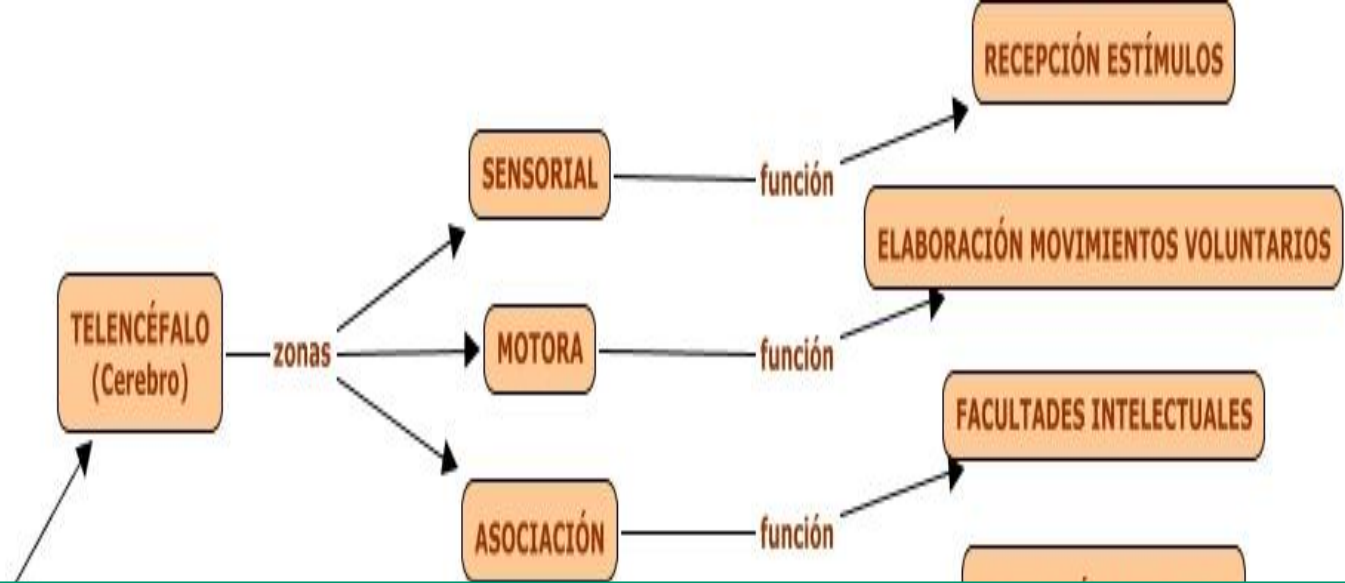 RECEPCIÓN ESTÍMULOS
SENSORIAL
función
ELABORACIÓN MOVIMIENTOS VOLUNTARIOS
TELENCÉFALO
(Cerebro)
zonas
MOTORA
función
FACULTADES INTELECTUALES
ASOCIACIÓN
función